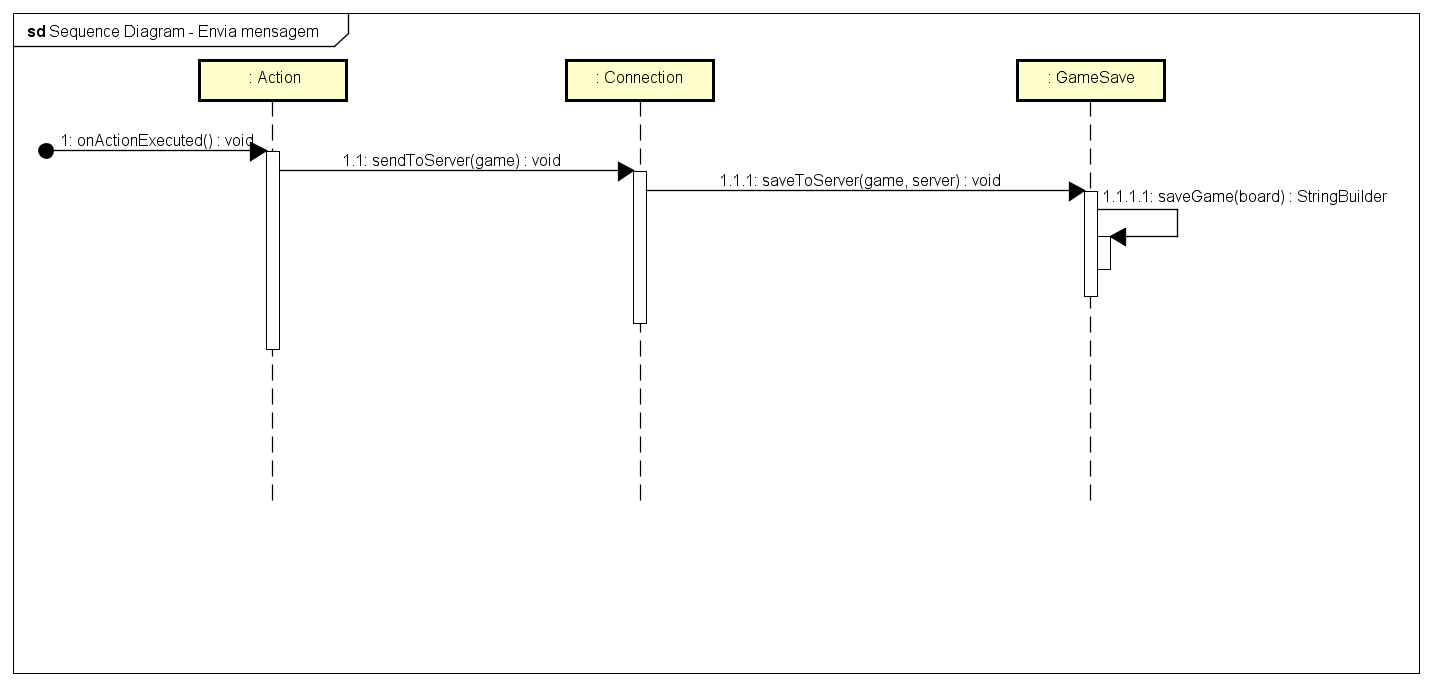 sd Sequence Diagram - Envia mensagem
: Action
: Connection
: GameSave
1: onActionExecuted() : void
1.1: sendToServer(game) : void
1.1.1: saveToServer(game, server) : void
1.1.1.1: saveGame(board) : StringBuilder